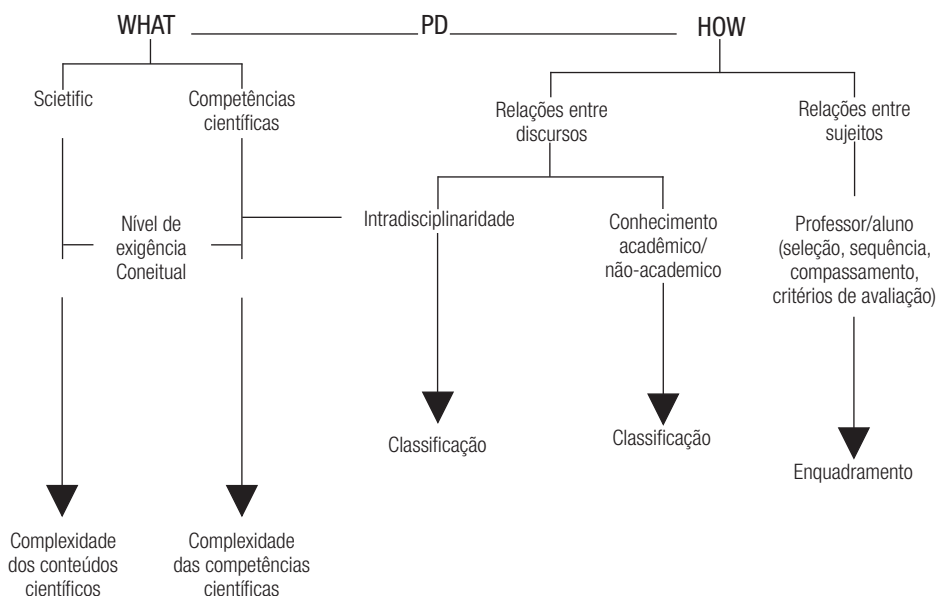 WHAT PD HOW
Scietific
Competências
científicas
Relações entre
discursos
Relações entre
sujeitos
Nível de
exigência
Coneitual
Intradisciplinaridade
Conhecimento
acadêmico/
não-academico
Professor/aluno
(seleção, sequência,
compassamento,
critérios de avaliação)
Classificação
Classificação
Enquadramento
Complexidade
dos conteúdos
científicos
Complexidade
das competências
científicas